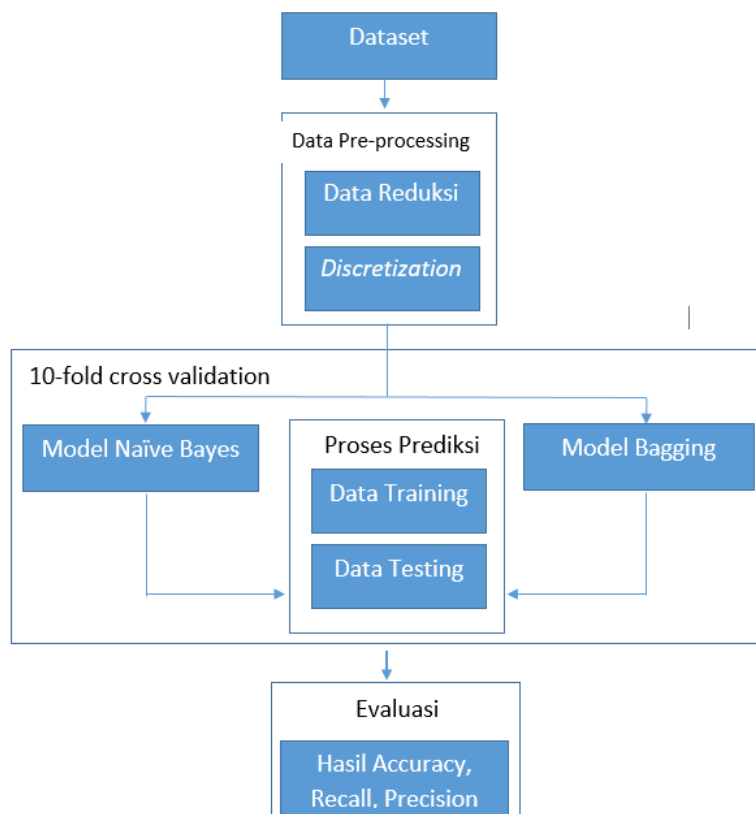 Dataset
Data Pre-processing
Data Reduksi
Discretization
10-fold cross validation
Model Naïve Bayes
Proses Prediksi
Data Training
Data Testing
Model Bagging
Evaluasi
Hasil Accuracy,
Recall, Precision